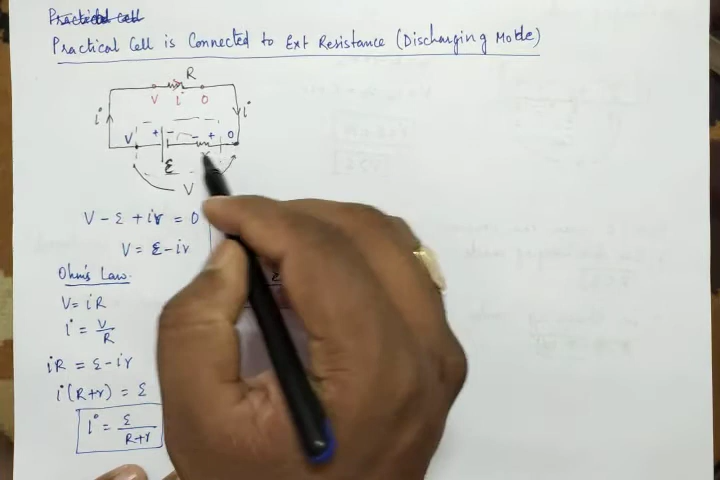 Practical cell
Practical Cell is Connected to Ext Resistance (Discharging Mode)
R
V i 0
i i
V + - - + 0
ε
V
V - ε + ir = 0
V = ε - ir
Ohm's Law.
V = iR
i = V/R
iR = ε - ir
i(R+r) = ε
i = ε/R+r